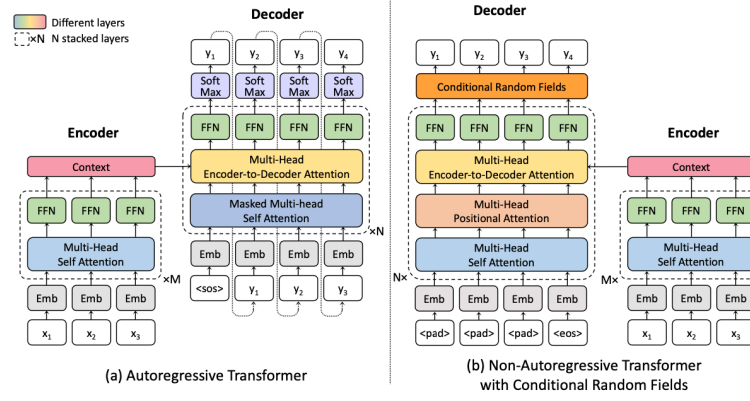 Different layers
×N N stacked layers
Decoder
y1 y2 y3 y4
Soft Max Soft Max Soft Max Soft Max
FFN FFN FFN FFN
Multi-Head
Encoder-to-Decoder Attention
Masked Multi-head
Self Attention
×N
Emb Emb Emb Emb
<sos> y1 y2 y3
Encoder
Context
FFN FFN FFN
Multi-Head
Self Attention
×M
Emb Emb Emb
x1 x2 x3
(a) Autoregressive Transformer
Decoder
y1 y2 y3 y4
Conditional Random Fields
FFN FFN FFN FFN
Multi-Head
Encoder-to-Decoder Attention
Multi-Head
Positional Attention
Multi-Head
Self Attention
N×
Emb Emb Emb Emb
<pad> <pad> <pad> <eos>
Encoder
Context
FFN FFN FFN
Multi-Head
Self Attention
M×
Emb Emb Emb
x1 x2 x3
(b) Non-Autoregressive Transformer
with Conditional Random Fields